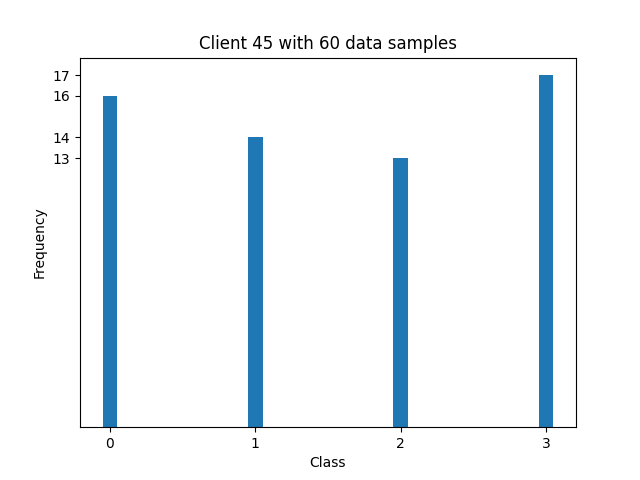 Client 45 with 60 data samples
17
16
14
13
Frequency
0 1 2 3
Class